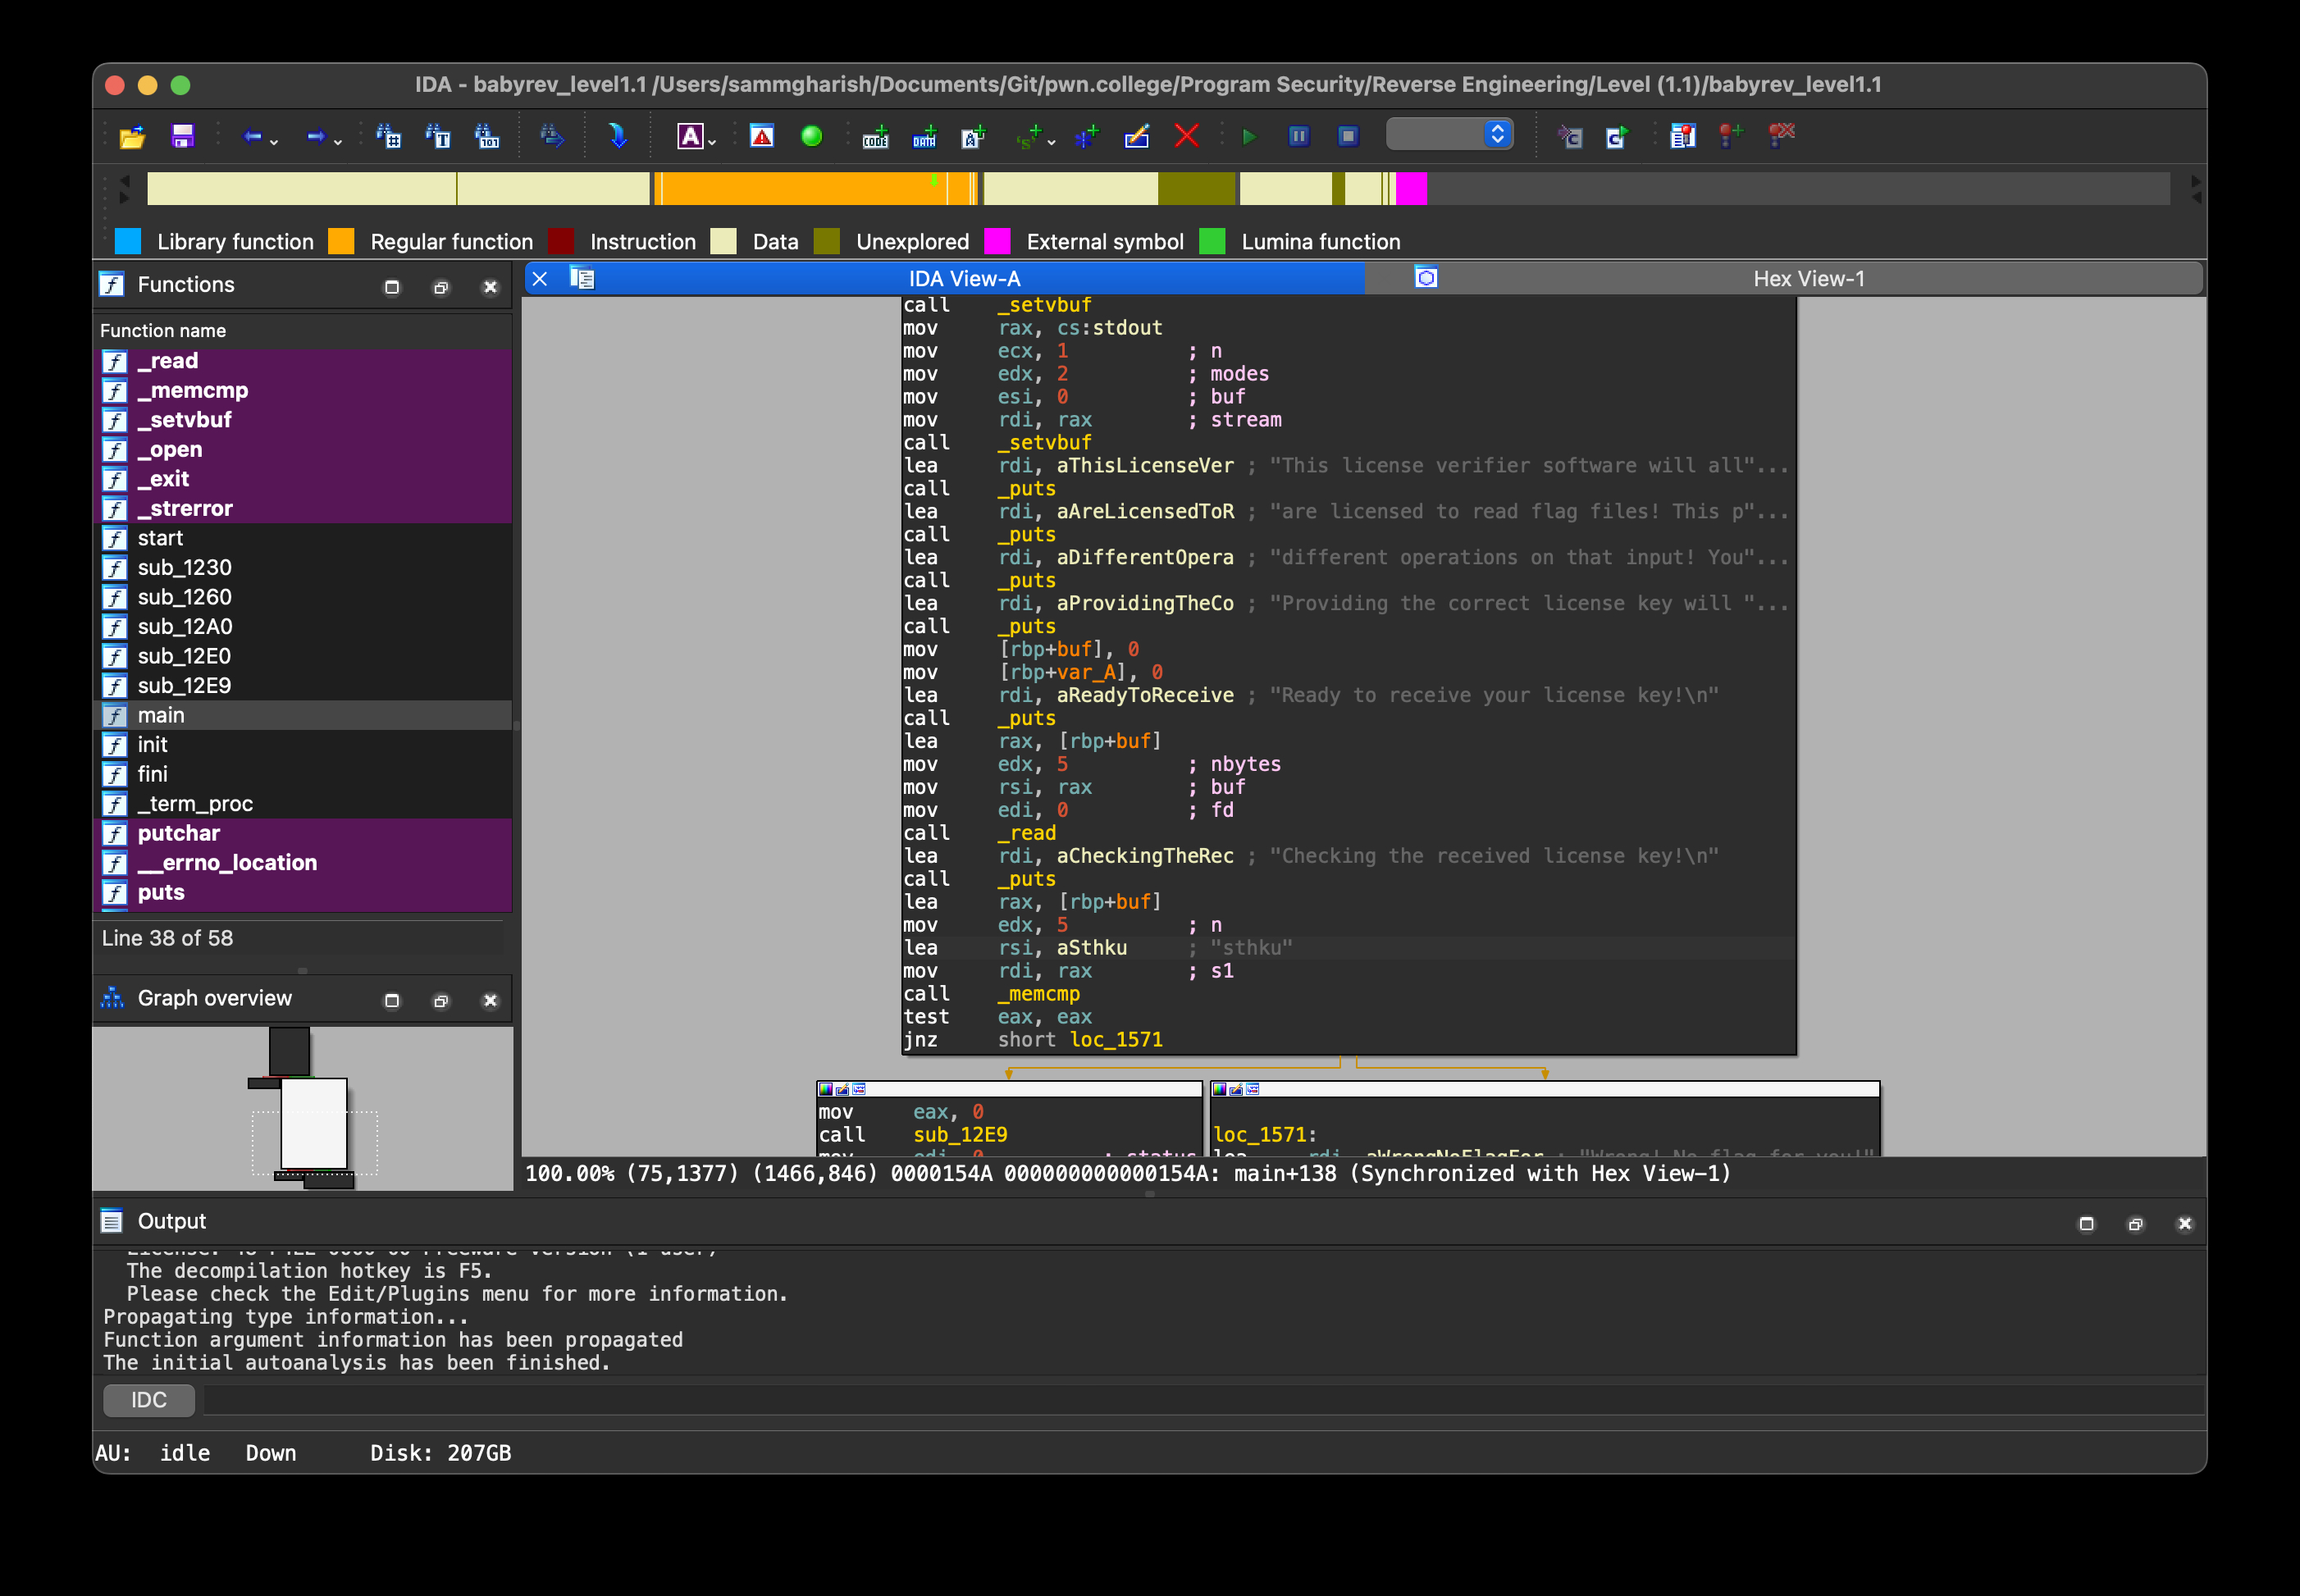 IDA - babyrev_level1.1 /Users/sammgharish/Documents/Git/pwn.college/Program Security/Reverse Engineering/Level (1.1)/babyrev_level1.1
Library function Regular function Instruction Data Unexplored External symbol Lumina function
Functions
Function name
_read
_memcmp
_setvbuf
_open
_exit
_strerror
start
sub_1230
sub_1260
sub_12A0
sub_12E0
sub_12E9
main
init
fini
_term_proc
putchar
__errno_location
puts
Line 38 of 58
Graph overview
IDA View-A
Hex View-1
call _setvbuf
mov rax, cs:stdout
mov ecx, 1 ; n
mov edx, 2 ; modes
mov esi, 0 ; buf
mov rdi, rax ; stream
call _setvbuf
lea rdi, aThisLicenseVer ; "This license verifier software will all"...
call _puts
lea rdi, aAreLicensedToR ; "are licensed to read flag files! This p"...
call _puts
lea rdi, aDifferentOpera ; "different operations on that input! You"...
call _puts
lea rdi, aProvidingTheCo ; "Providing the correct license key will "...
call _puts
mov [rbp+buf], 0
mov [rbp+var_A], 0
lea rdi, aReadyToReceive ; "Ready to receive your license key!\n"
call _puts
lea rax, [rbp+buf]
mov edx, 5 ; nbytes
mov rsi, rax ; buf
mov edi, 0 ; fd
call _read
lea rdi, aCheckingTheRec ; "Checking the received license key!\n"
call _puts
lea rax, [rbp+buf]
mov edx, 5 ; n
lea rsi, aSthku ; "sthku"
mov rdi, rax ; s1
call _memcmp
test eax, eax
jnz short loc_1571
mov eax, 0
call sub_12E9
mov edi, 0 ; status
loc_1571:
lea rdi, aWrongNoFlagFor ; "Wrong! No flag for you!"
100.00% (75,1377) (1466,846) 0000154A 000000000000154A: main+138 (Synchronized with Hex View-1)
Output
The decompilation hotkey is F5.
Please check the Edit/Plugins menu for more information.
Propagating type information...
Function argument information has been propagated
The initial autoanalysis has been finished.
IDC
AU: idle Down Disk: 207GB